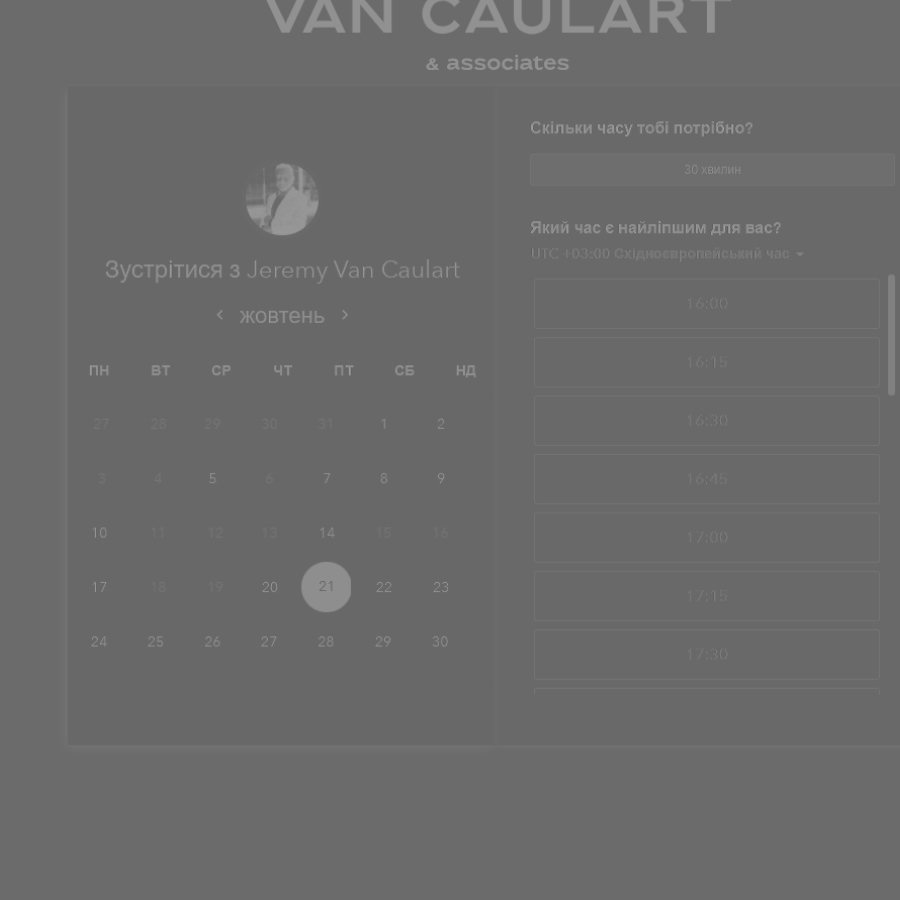 VAN CAULART
& associates
Зустрітися з Jeremy Van Caulart
жовтень
ПН ВТ СР ЧТ ПТ СБ НД
27 28 29 30 31 1 2
3 4 5 6 7 8 9
10 11 12 13 14 15 16
17 18 19 20 21 22 23
24 25 26 27 28 29 30
Скільки часу тобі потрібно?
30 хвилин
Який час є найліпшим для вас?
UTC +03:00 Східноєвропейський час
16:00
16:15
16:30
16:45
17:00
17:15
17:30